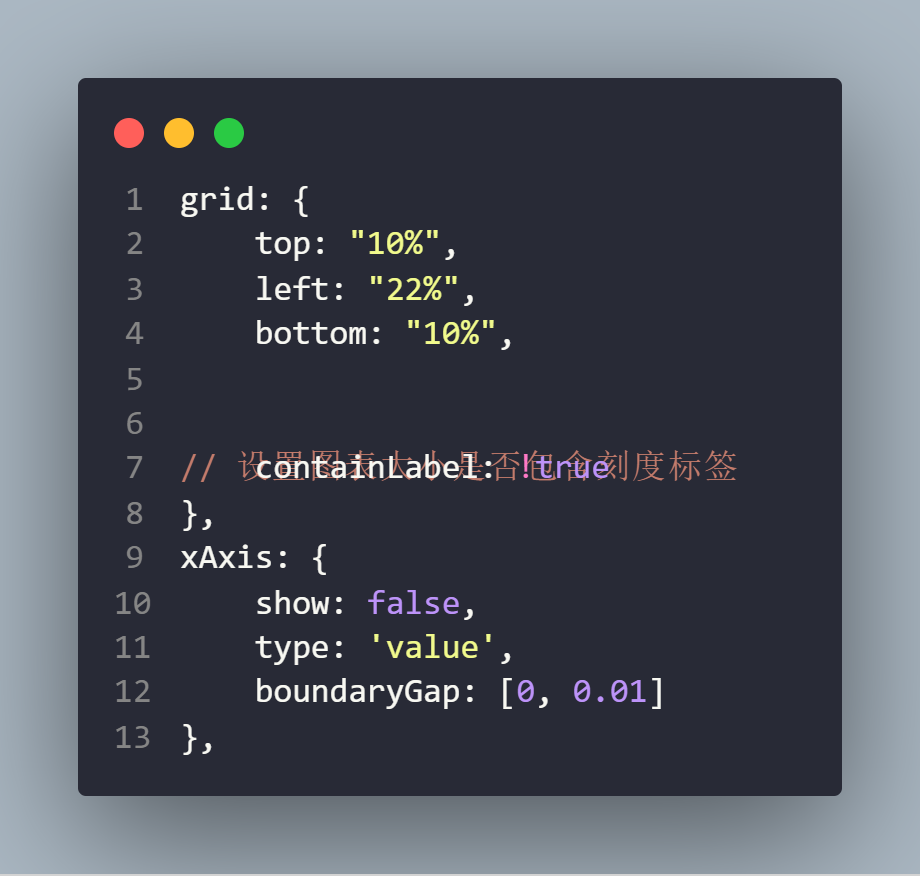 1 grid: {
2     top: "10%",
3     left: "22%",
4     bottom: "10%",
5
6
7 // 设置图表大小是否包含刻度标签
    containLabel: !true
8 },
9 xAxis: {
10     show: false,
11     type: 'value',
12     boundaryGap: [0, 0.01]
13 },